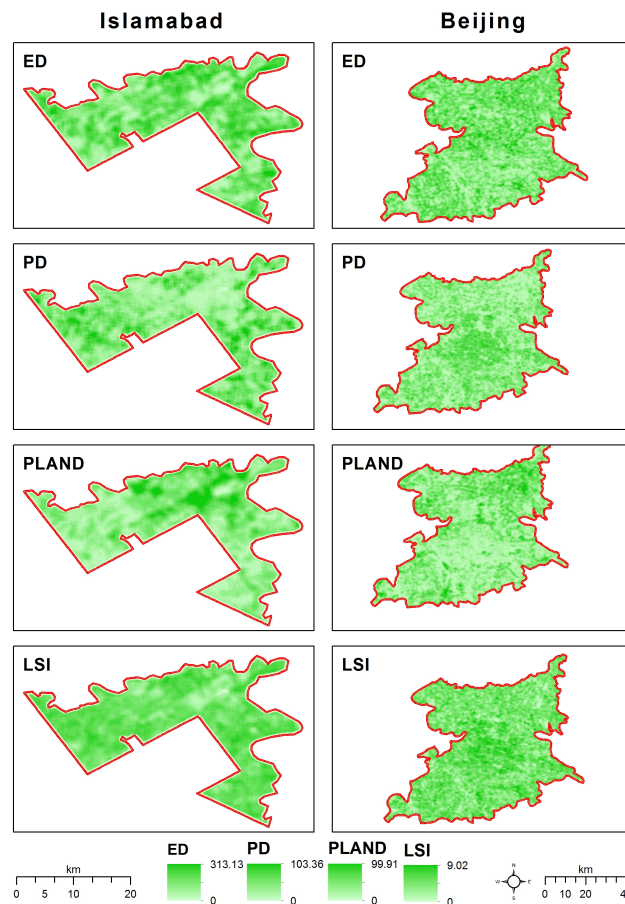 Islamabad
Beijing
ED
ED
PD
PD
PLAND
PLAND
LSI
LSI
ED PD PLAND LSI
313.13 103.36 99.91 9.02
0 0 0 0
km
0 5 10 20
N
W E
S
km
0 10 20 4